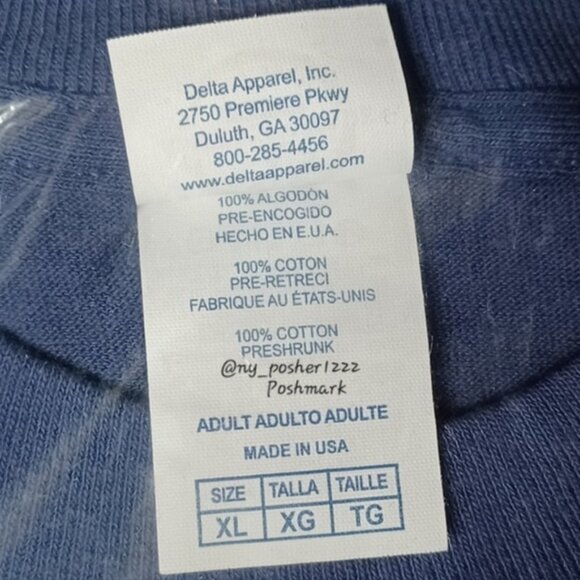 Delta Apparel, Inc.
2750 Premiere Pkwy
Duluth, GA 30097
800-285-4456
www.deltaapparel.com
100% ALGODÓN
PRE-ENCOGIDO
HECHO EN E.U.A.
100% COTON
PRE-RETRECI
FABRIQUE AU ÉTATS-UNIS
100% COTTON
PRESHRUNK
@ny_posher1222
Poshmark
ADULT ADULTO ADULTE
MADE IN USA
SIZE TALLA TAILLE
XL XG TG